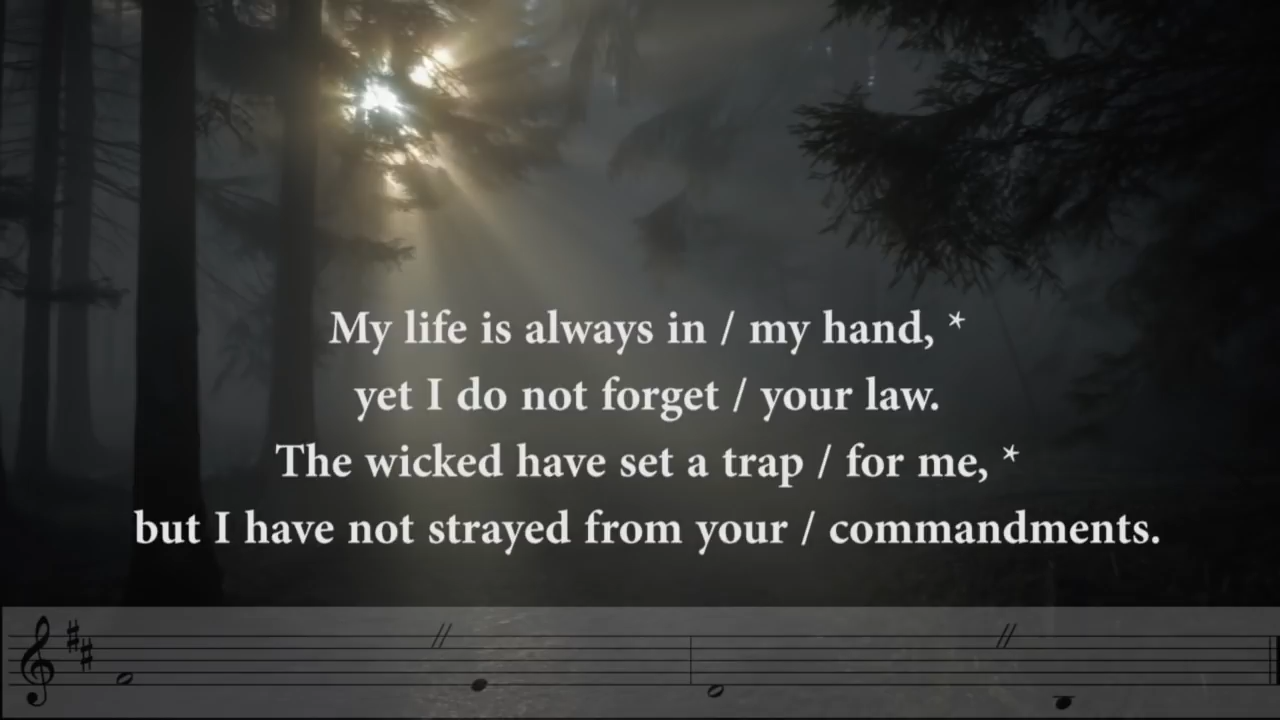 My life is always in / my hand, *
yet I do not forget / your law.
The wicked have set a trap / for me, *
but I have not strayed from your / commandments.